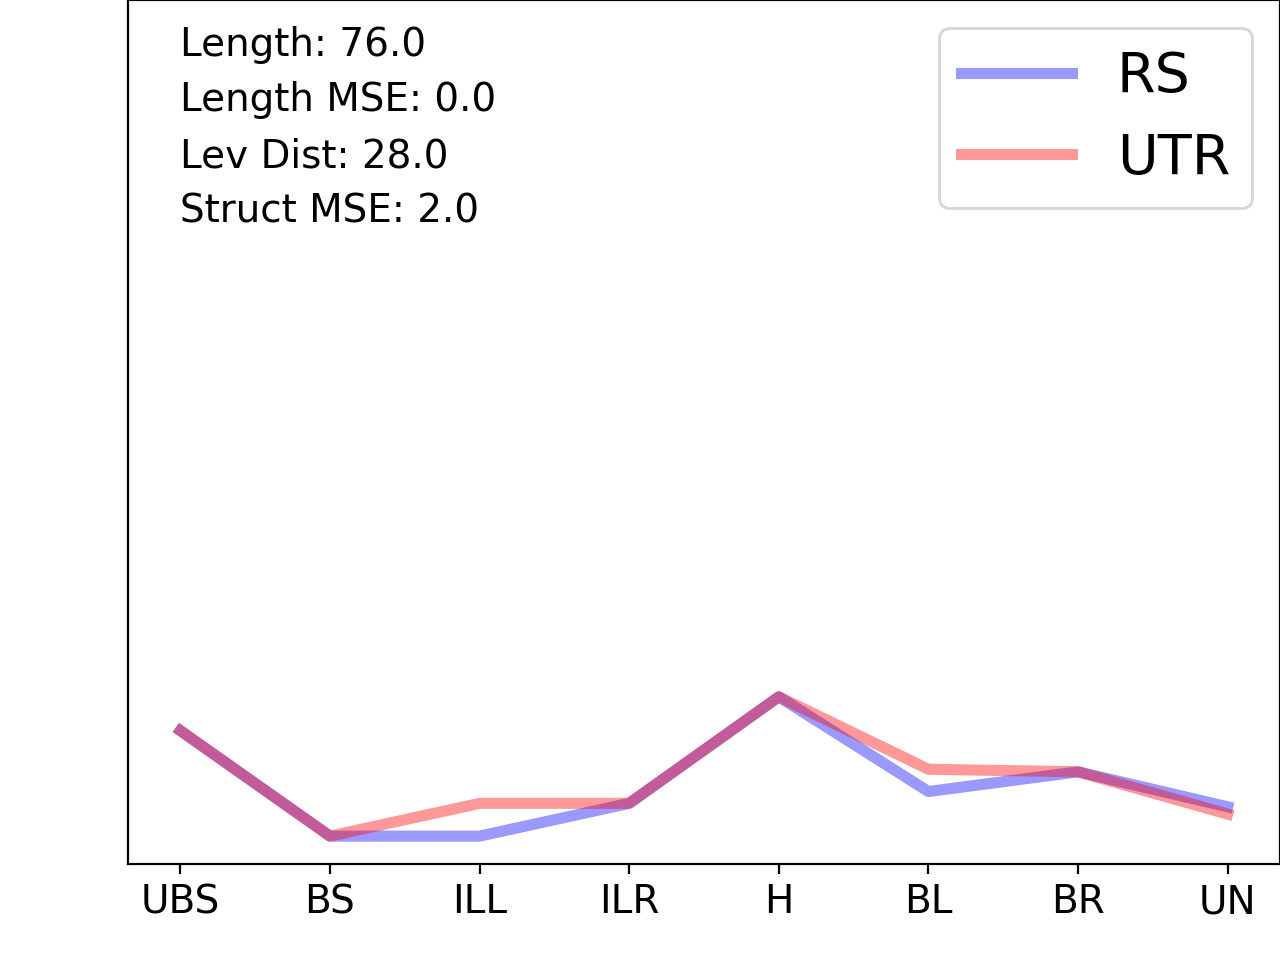 Length: 76.0
Length MSE: 0.0
Lev Dist: 28.0
Struct MSE: 2.0
RS
UTR
UBS BS ILL ILR H BL BR UN